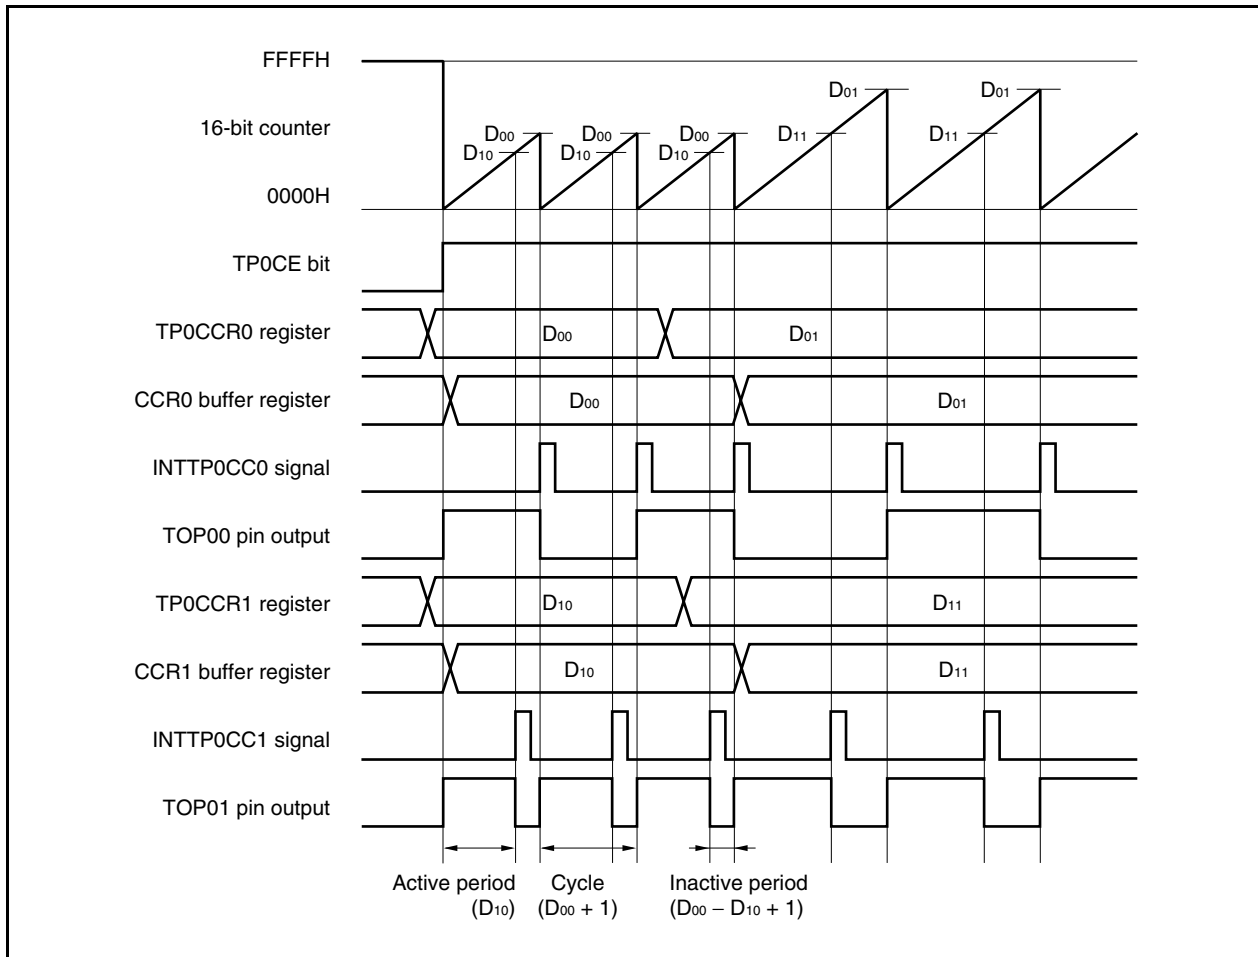 FFFFH
D01 D01
16-bit counter D00 D00 D00 D11 D11
D10 D10 D10
0000H
TP0CE bit
TP0CCR0 register D00 D01
CCR0 buffer register D00 D01
INTTP0CC0 signal
TOP00 pin output
TP0CCR1 register D10 D11
CCR1 buffer register D10 D11
INTTP0CC1 signal
TOP01 pin output
Active period Cycle Inactive period
(D10) (D00 + 1) (D00 − D10 + 1)